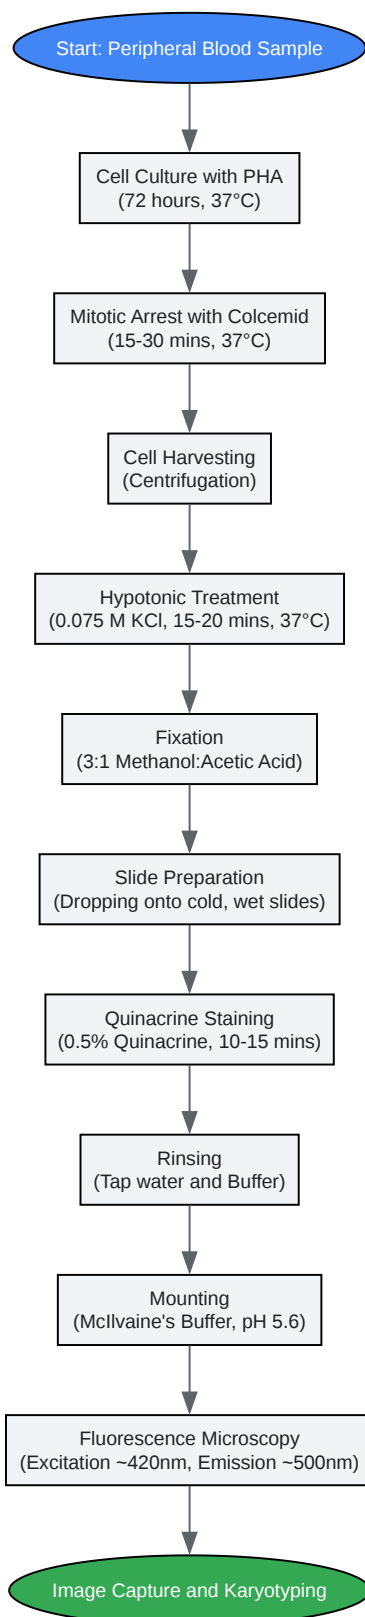 Start: Peripheral Blood Sample
Cell Culture with PHA
(72 hours, 37°C)
Mitotic Arrest with Colcemid
(15-30 mins, 37°C)
Cell Harvesting
(Centrifugation)
Hypotonic Treatment
(0.075 M KCl, 15-20 mins, 37°C)
Fixation
(3:1 Methanol:Acetic Acid)
Slide Preparation
(Dropping onto cold, wet slides)
Quinacrine Staining
(0.5% Quinacrine, 10-15 mins)
Rinsing
(Tap water and Buffer)
Mounting
(McIlvaine's Buffer, pH 5.6)
Fluorescence Microscopy
(Excitation ~420nm, Emission ~500nm)
Image Capture and Karyotyping